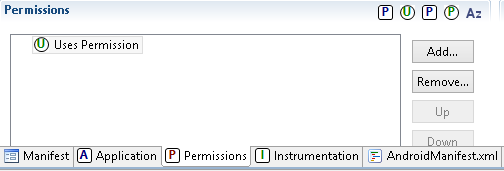 Permissions
P U P P Az
U Uses Permission
Add...
Remove...
Up
Down
Manifest A Application P Permissions I Instrumentation AndroidManifest.xml